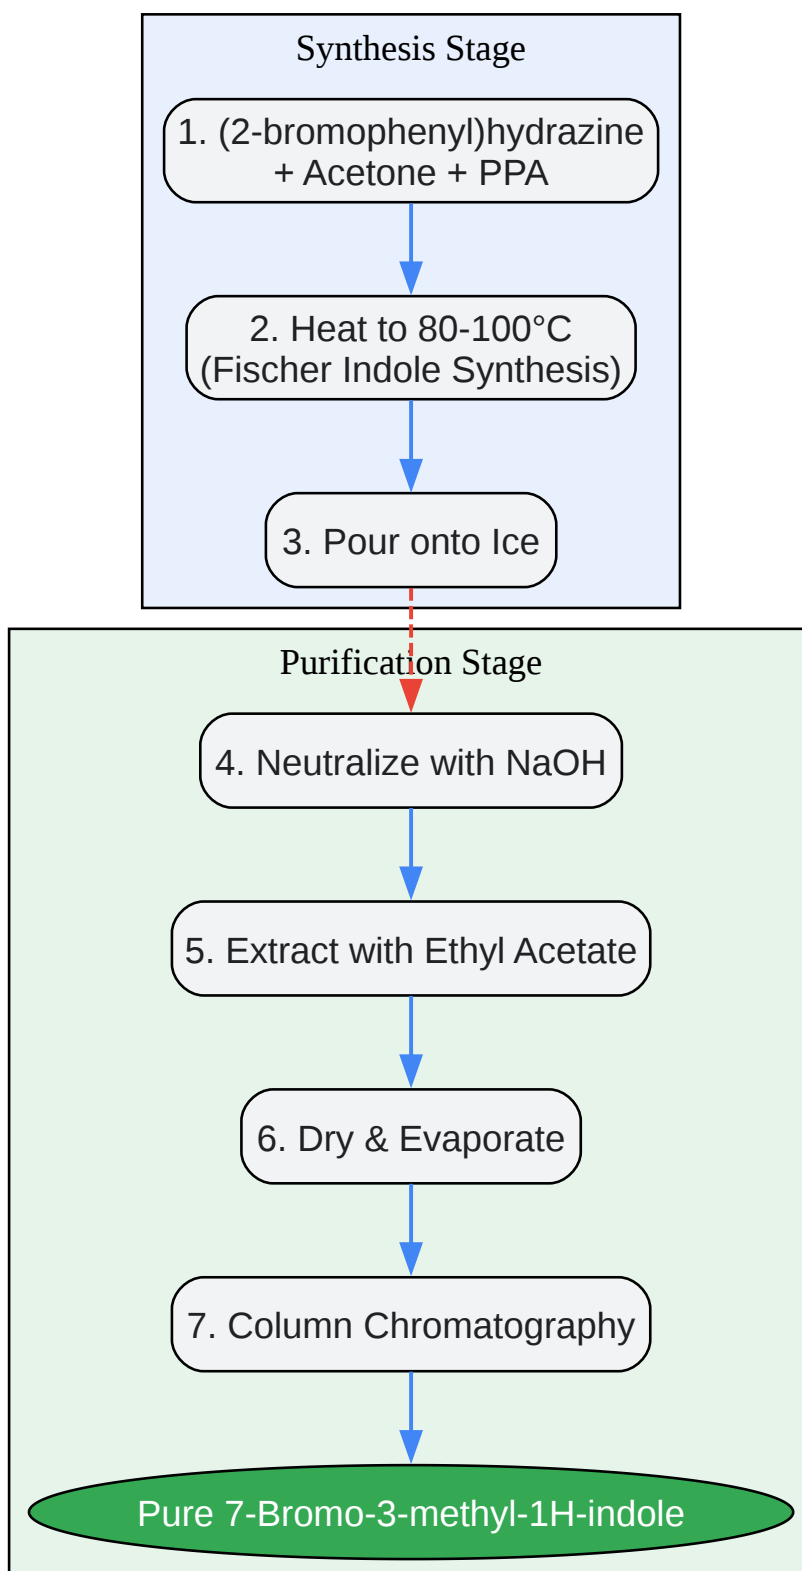 Synthesis Stage
1. (2-bromophenyl)hydrazine
+ Acetone + PPA
2. Heat to 80-100°C
(Fischer Indole Synthesis)
3. Pour onto Ice
Purification Stage
4. Neutralize with NaOH
5. Extract with Ethyl Acetate
6. Dry & Evaporate
7. Column Chromatography
Pure 7-Bromo-3-methyl-1H-indole